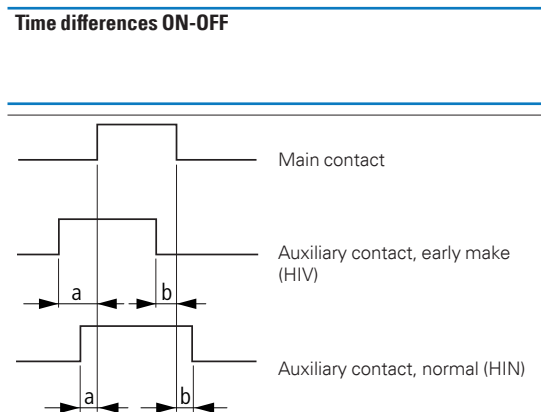 Time differences ON-OFF
Main contact
Auxiliary contact, early make
(HIV)
a b
Auxiliary contact, normal (HIN)
a b